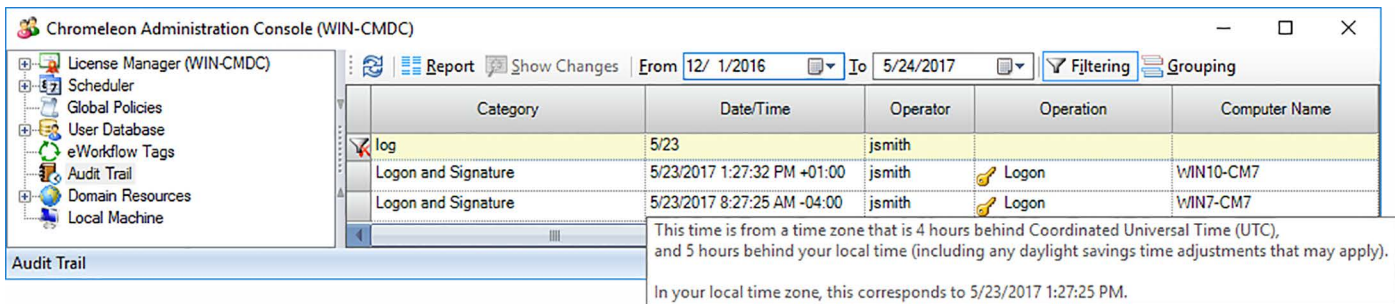 Chromeleon Administration Console (WIN-CMDC)
License Manager (WIN-CMDC)
Scheduler
Global Policies
User Database
eWorkflow Tags
Audit Trail
Domain Resources
Local Machine
Report Show Changes From 12/ 1/2016 To 5/24/2017 Filtering Grouping
Category Date/Time Operator Operation Computer Name
log 5/23 jsmith
Logon and Signature 5/23/2017 1:27:32 PM +01:00 jsmith Logon WIN10-CM7
Logon and Signature 5/23/2017 8:27:25 AM -04:00 jsmith Logon WIN7-CM7
This time is from a time zone that is 4 hours behind Coordinated Universal Time (UTC),
and 5 hours behind your local time (including any daylight savings time adjustments that may apply).
In your local time zone, this corresponds to 5/23/2017 1:27:25 PM.
Audit Trail